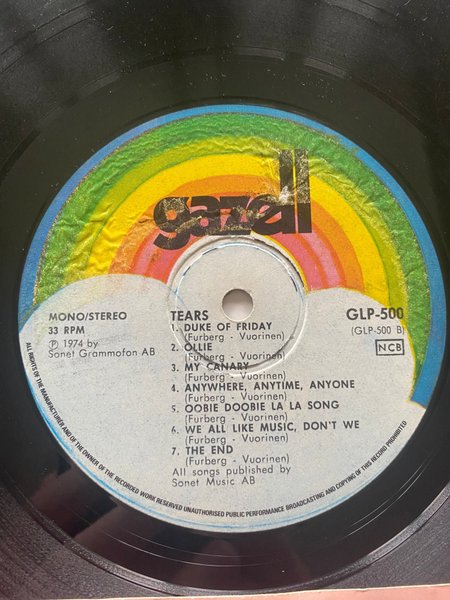 gazell
MONO/STEREO
33 RPM
℗ 1974 by
Sonet Grammofon AB
GLP-500
(GLP-500 B)
NCB
TEARS
1. DUKE OF FRIDAY
(Furberg - Vuorinen)
2. OLLIE
(Furberg - Vuorinen)
3. MY CANARY
(Furberg - Vuorinen)
4. ANYWHERE, ANYTIME, ANYONE
(Furberg - Vuorinen)
5. OOBIE DOOBIE LA LA SONG
(Furberg - Vuorinen)
6. WE ALL LIKE MUSIC, DON'T WE
(Furberg - Vuorinen)
7. THE END
(Furberg - Vuorinen)
All songs published by
Sonet Music AB
ALL RIGHTS OF THE MANUFACTURER AND OF THE OWNER OF THE RECORDED WORK RESERVED UNAUTHORISED PUBLIC PERFORMANCE BROADCASTING AND COPYING OF THIS RECORD PROHIBITED